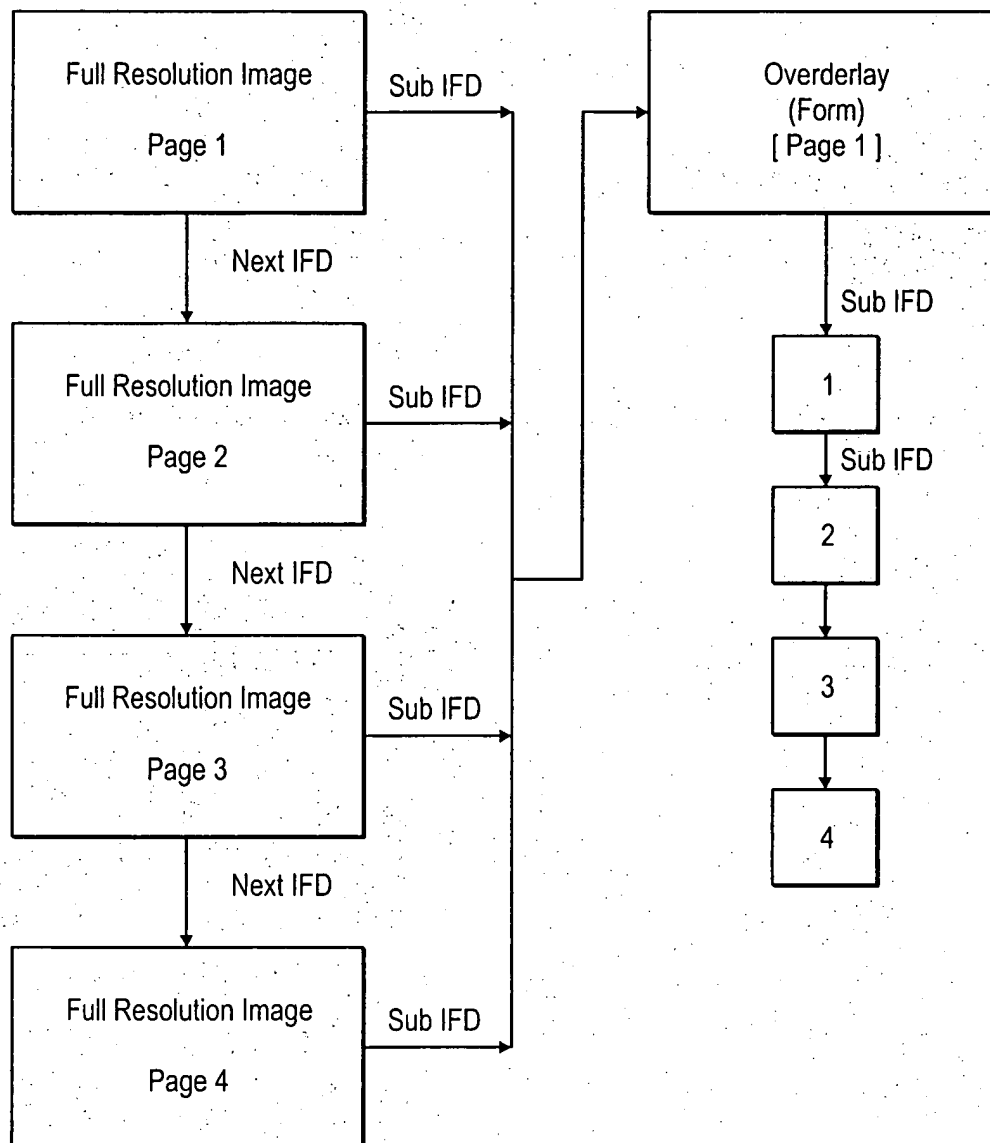 Full Resolution Image
Page 1
Sub IFD
Overderlay
(Form)
[ Page 1 ]
Next IFD
Sub IFD
Full Resolution Image
Page 2
Sub IFD
1
Sub IFD
2
Next IFD
Full Resolution Image
Page 3
Sub IFD
3
4
Next IFD
Full Resolution Image
Page 4
Sub IFD